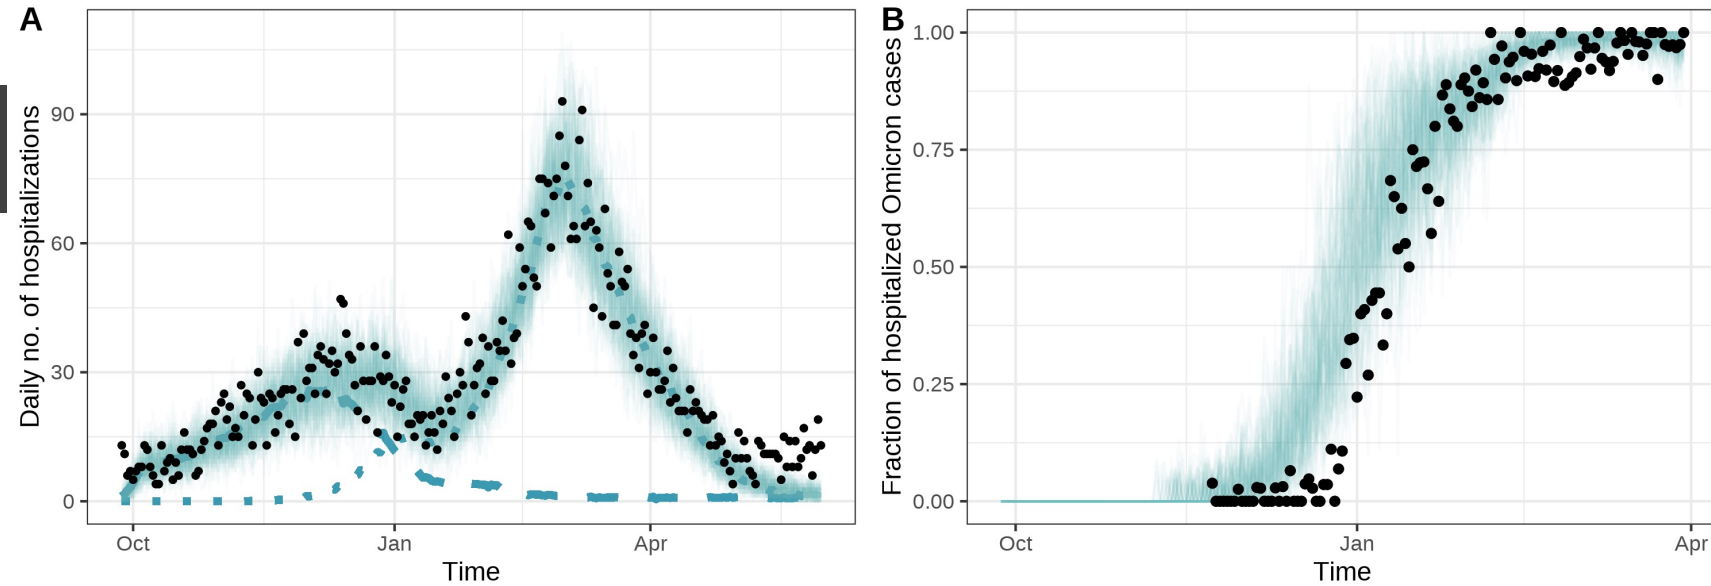 A
Daily no. of hospitalizations
90
60
30
0
Oct
Jan
Apr
Time
B
Fraction of hospitalized Omicron cases
1.00
0.75
0.50
0.25
0.00
Oct
Jan
Apr
Time